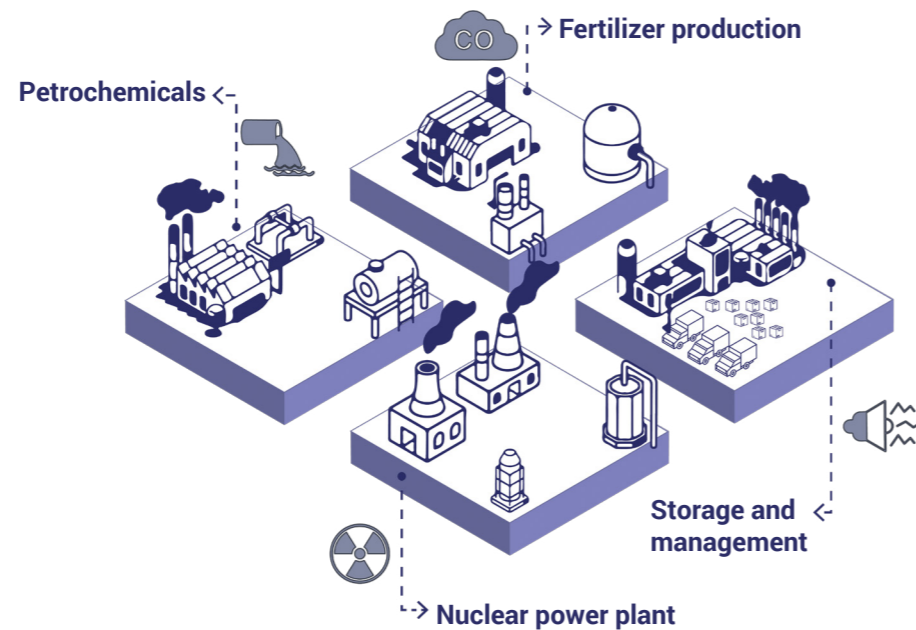 CO
Fertilizer production
Petrochemicals
Storage and
management
Nuclear power plant